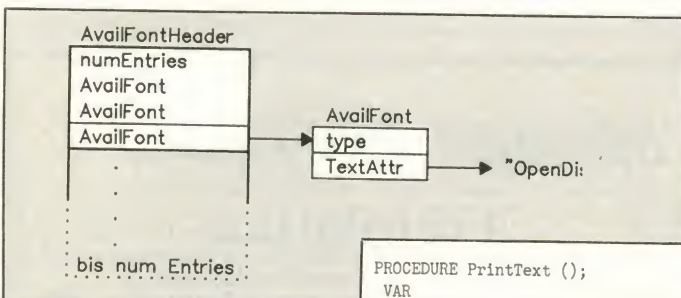 AvailFontHeader
numEntries
AvailFont
AvailFont
AvailFont
bis num Entries
AvailFont
type
TextAttr
"OpenDi
PROCEDURE PrintText ();
VAR